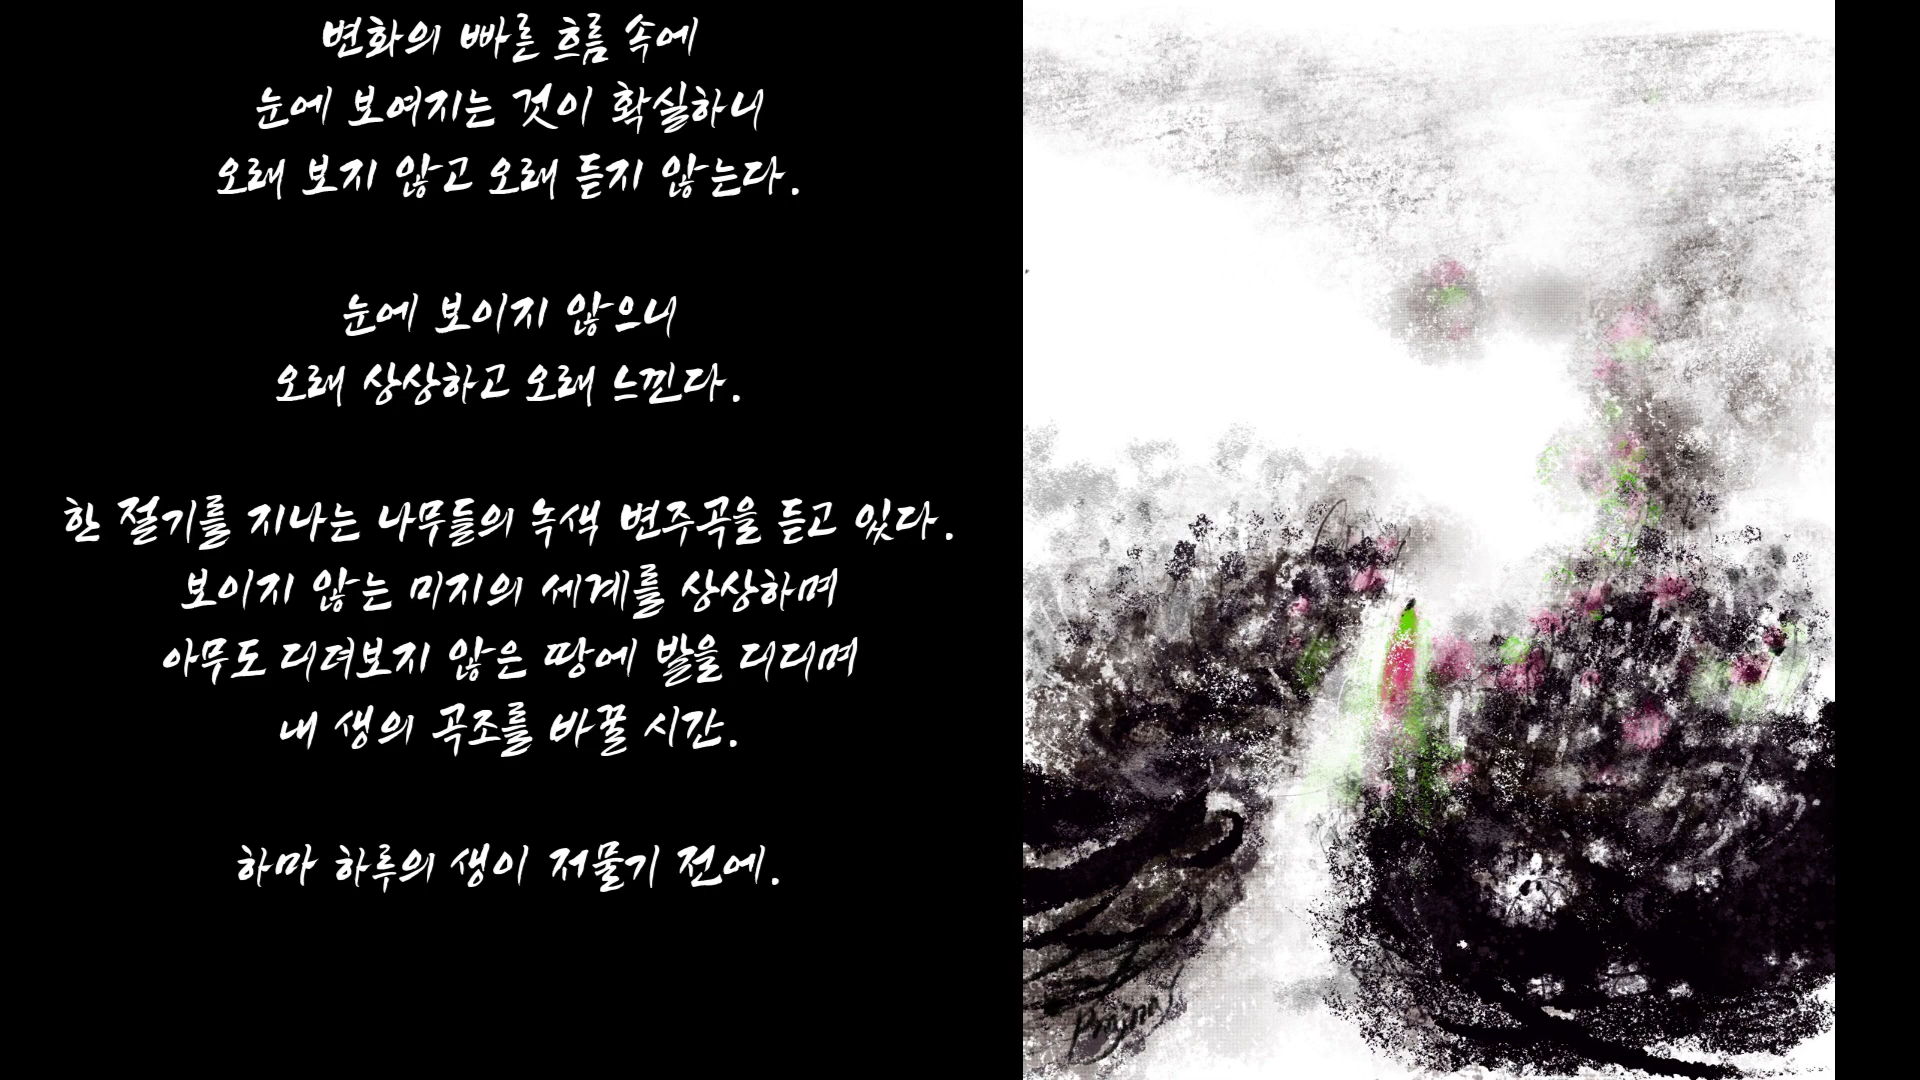 변화의 빠른 흐름 속에
눈에 보여지는 것이 확실하니
오래 보지 않고 오래 듣지 않는다.
눈에 보이지 않으니
오래 상상하고 오래 느낀다.
한 절기를 지나는 나무들의 녹색 변주곡을 듣고 있다.
보이지 않는 미지의 세계를 상상하며
아무도 디뎌보지 않은 땅에 발을 디디며
내 생의 곡조를 바꿀 시간.
하마 하루의 생이 저물기 전에.